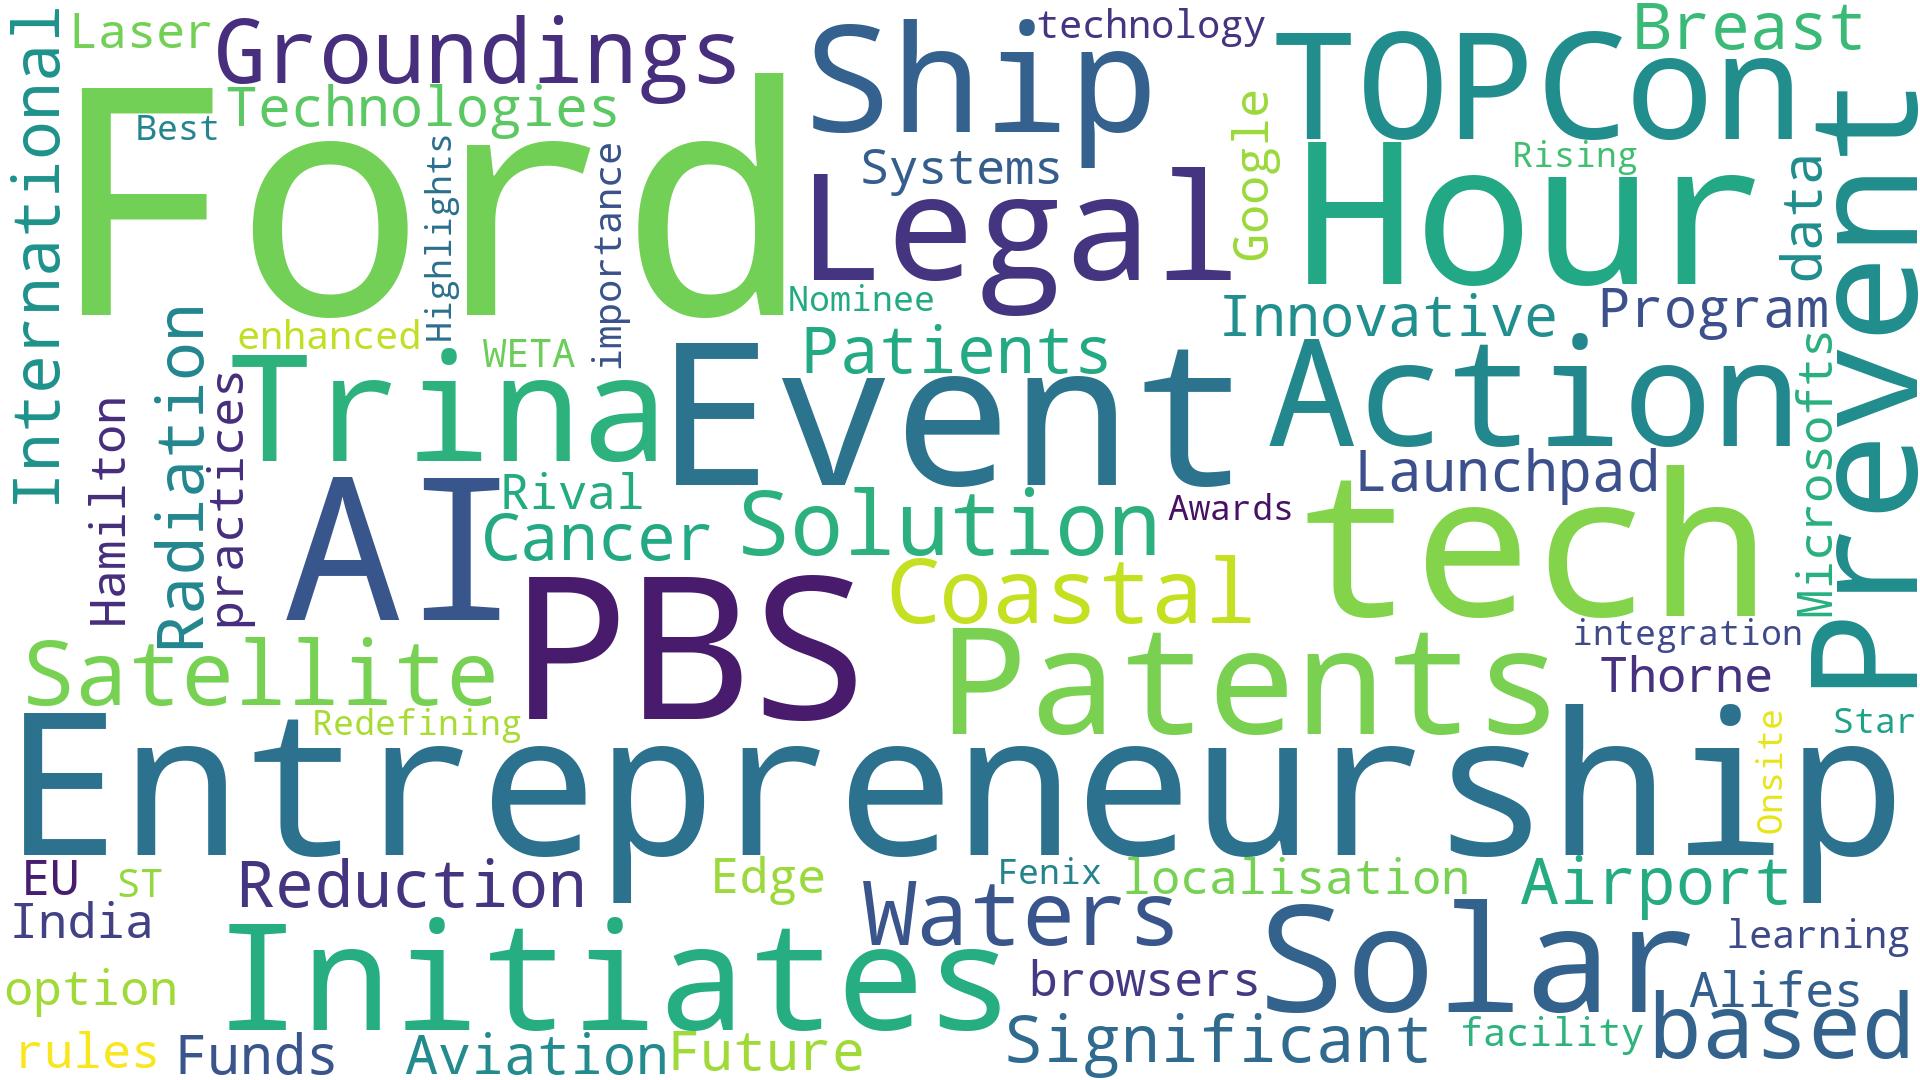 International
Laser
Groundings
Ship
technology
TOPCon
Breast
Ford
Technologies
Best
Highlights
importance
Systems
Google
Legal
Hour
Rising
data
Prevent
Nominee
Innovative
Program
enhanced
WETA
Patients
Radiation
Trina
Event
Action
Microsofts
Hamilton
practices
AI
Rival
Cancer
Solution
Awards
Launchpad
tech
PBS
Coastal
Patents
integration
Thorne
Satellite
Redefining
Entrepreneurship
Onsite
Star
EU
ST
Reduction
Edge
Fenix
localisation
Airport
India
Waters
Solar
learning
option
Initiates
browsers
Alifes
based
rules
Funds
Aviation
Future
Significant
facility